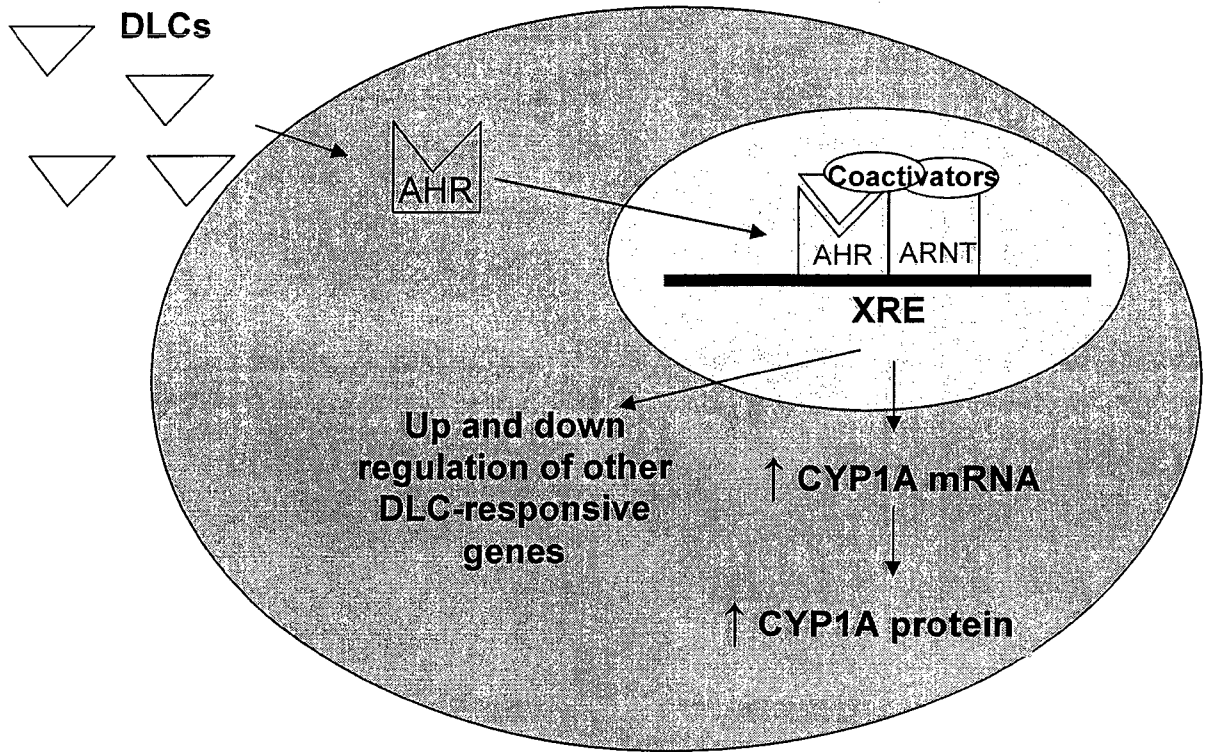 DLCs
AHR
Coactivators
AHR
ARNT
XRE
Up and down
regulation of other
DLC-responsive
genes
↑ CYP1A mRNA
↑ CYP1A protein